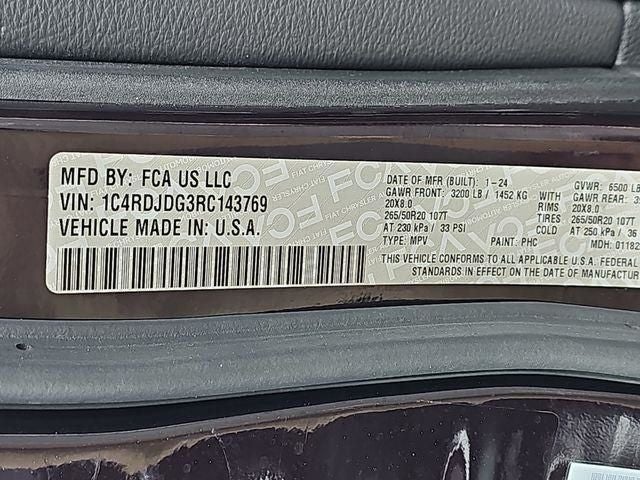 MFD BY: FCA US LLC
VIN: 1C4RDJDG3RC143769
VEHICLE MADE IN: U.S.A.
DATE OF MFR (BUILT): 1-24 GVWR: 6500 LB
GAWR FRONT: 3200 LB / 1452 KG GAWR REAR:
20X8.0 RIMS 20X8.0
265/50R20 107T TIRES 265/50R20 107T
AT 230 kPa / 33 PSI COLD AT 250 kPa / 36
TYPE: MPV PAINT: PHC MDH: 01182
THIS VEHICLE CONFORMS TO ALL APPLICABLE U.S.A. FEDERAL
STANDARDS IN EFFECT ON THE DATE OF MANUFACTUR